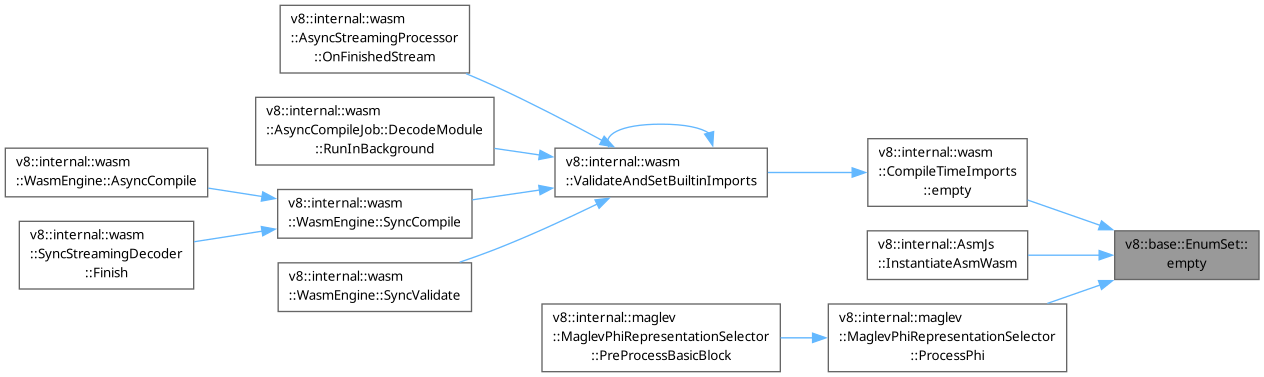 v8::internal::wasm
::AsyncStreamingProcessor
::OnFinishedStream
v8::internal::wasm
::AsyncCompileJob::DecodeModule
::RunInBackground
v8::internal::wasm
::WasmEngine::AsyncCompile
v8::internal::wasm
::SyncStreamingDecoder
::Finish
v8::internal::wasm
::WasmEngine::SyncCompile
v8::internal::wasm
::WasmEngine::SyncValidate
v8::internal::wasm
::ValidateAndSetBuiltinImports
v8::internal::maglev
::MaglevPhiRepresentationSelector
::PreProcessBasicBlock
v8::internal::wasm
::CompileTimeImports
::empty
v8::internal::AsmJs
::InstantiateAsmWasm
v8::internal::maglev
::MaglevPhiRepresentationSelector
::ProcessPhi
v8::base::EnumSet::
empty